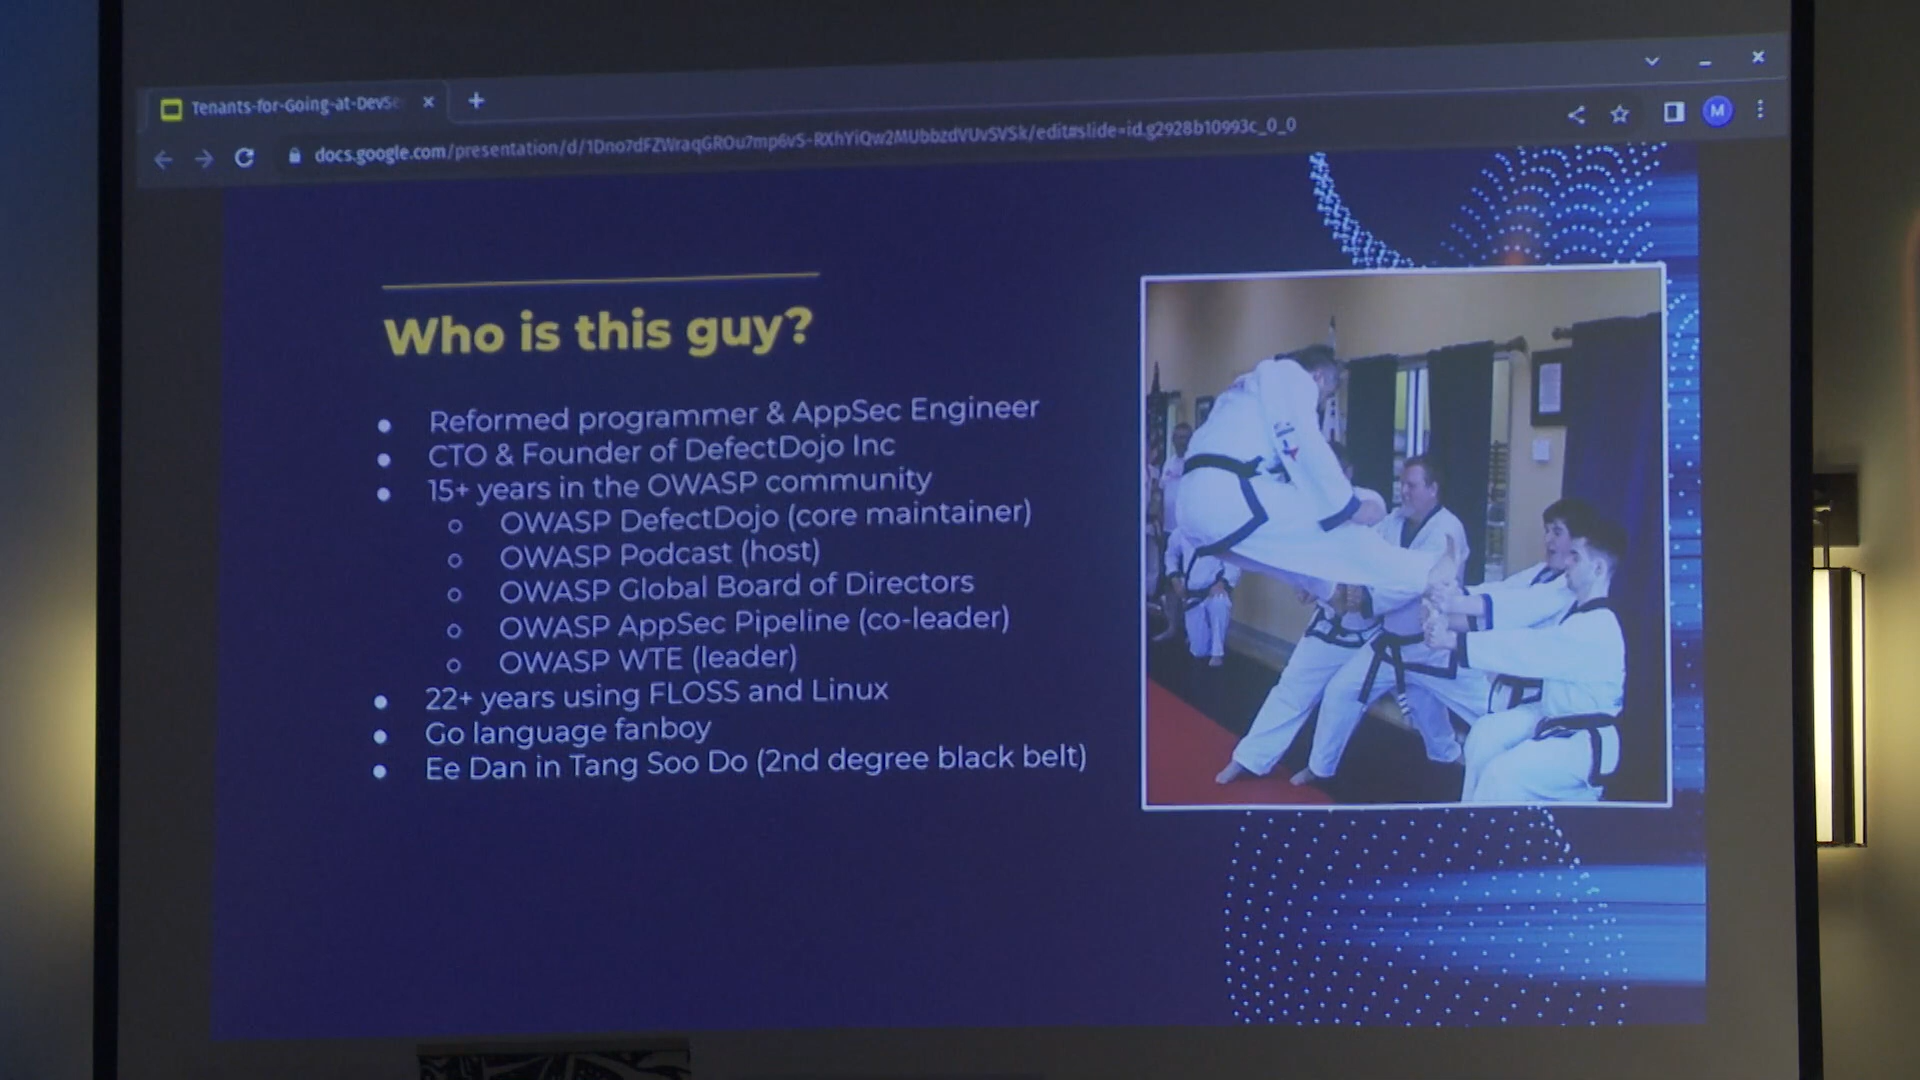 Tenants-for-Going-at-DevSe
docs.google.com/presentation/d/1Dno7dFZWraqGROu7mp6vS-RXhYiQw2MUbbzdVUvSVSk/edit#slide=id.g2928b10993c_0_0
M
Who is this guy?
Reformed programmer & AppSec Engineer
CTO & Founder of DefectDojo Inc
15+ years in the OWASP community
OWASP DefectDojo (core maintainer)
OWASP Podcast (host)
OWASP Global Board of Directors
OWASP AppSec Pipeline (co-leader)
OWASP WTE (leader)
22+ years using FLOSS and Linux
Go language fanboy
Ee Dan in Tang Soo Do (2nd degree black belt)